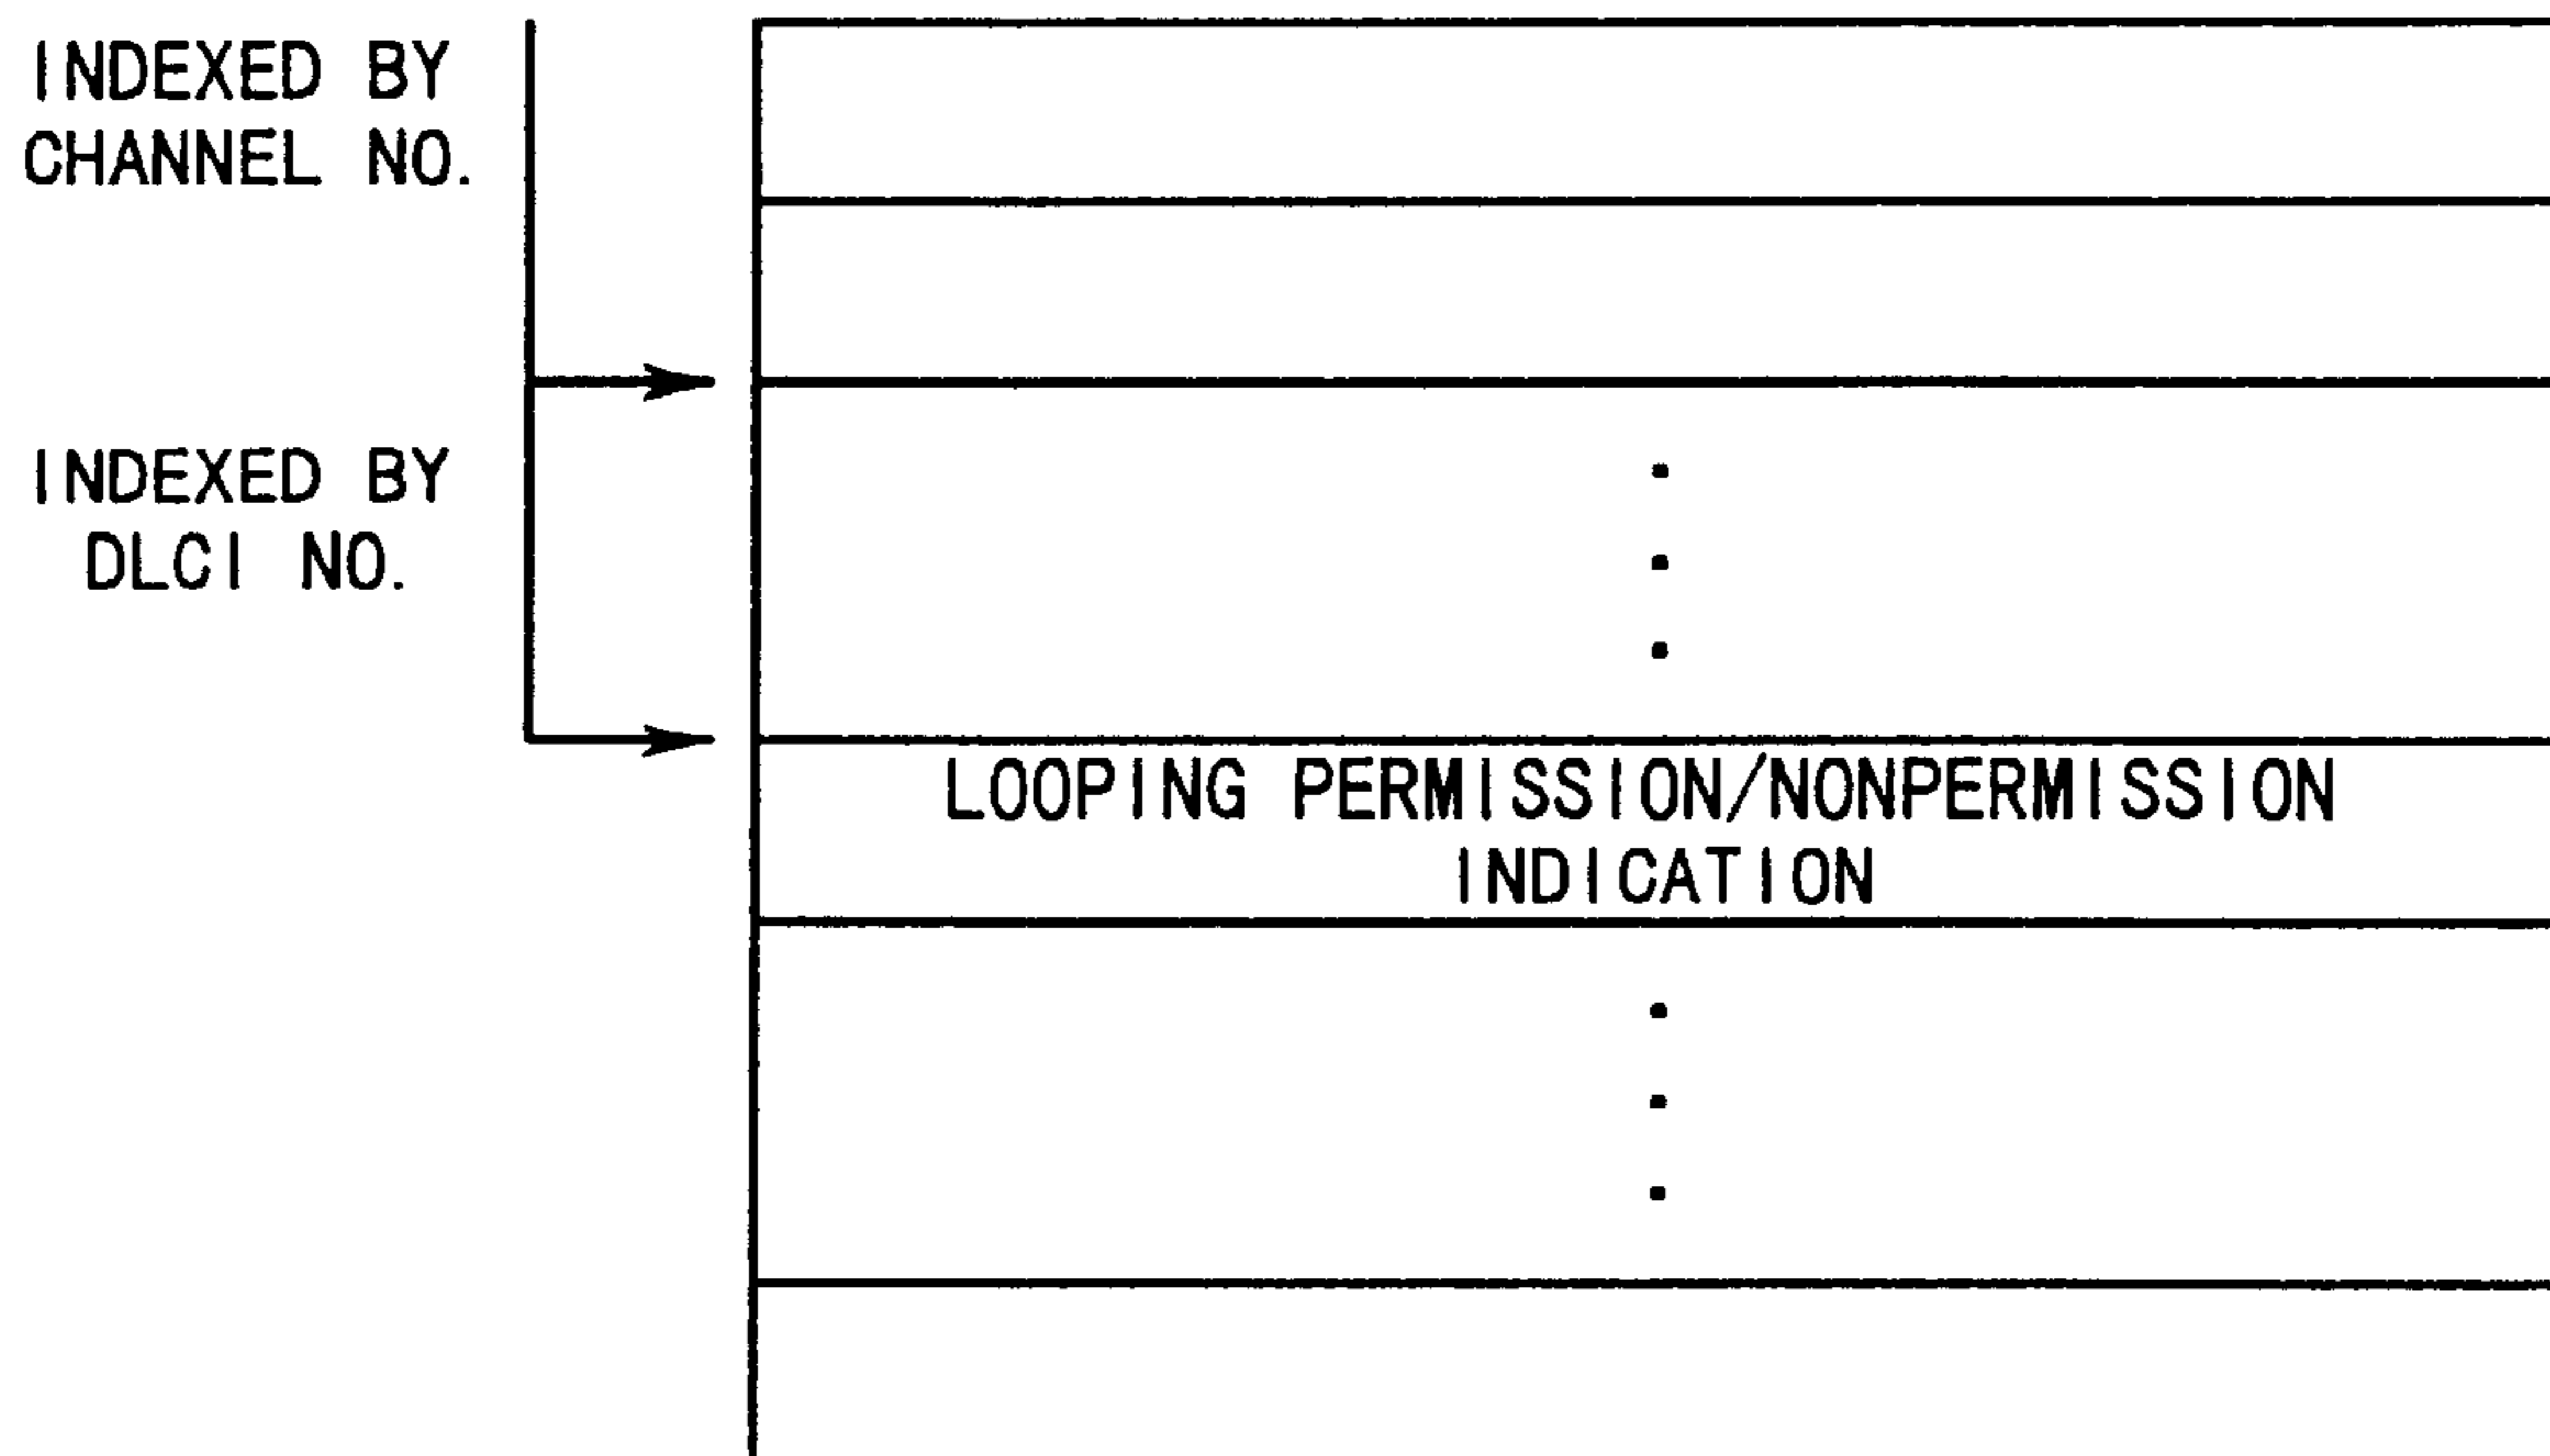 INDEXED BY
CHANNEL NO.
INDEXED BY
DLCI NO.
LOOPING PERMISSION/NONPERMISSION
INDICATION